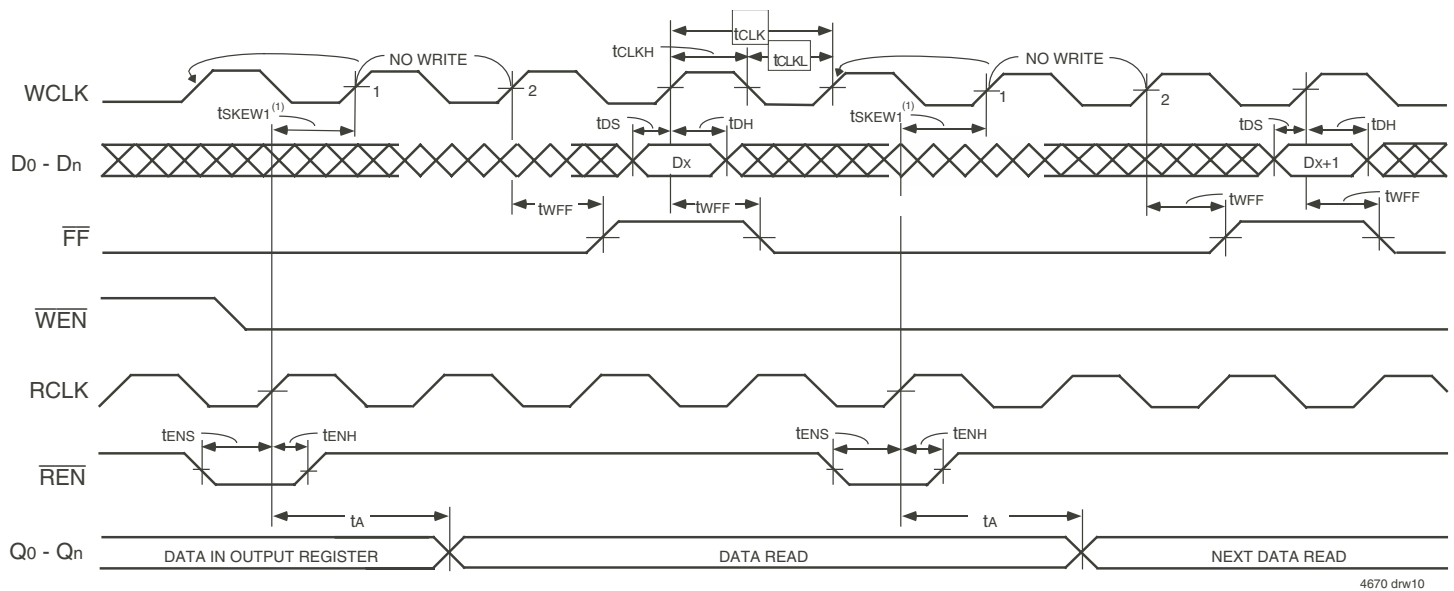 tCLK
tCLKH
tCLKL
NO WRITE
NO WRITE
WCLK
1
2
1
2
tSKEW1(1)
tDS
tDH
tSKEW1(1)
tDS
tDH
D0 - Dn
DX
DX+1
tWFF
tWFF
tWFF
tWFF
FF
WEN
RCLK
tENS
tENH
tENS
tENH
REN
tA
tA
Q0 - Qn
DATA IN OUTPUT REGISTER
DATA READ
NEXT DATA READ
4670 drw10